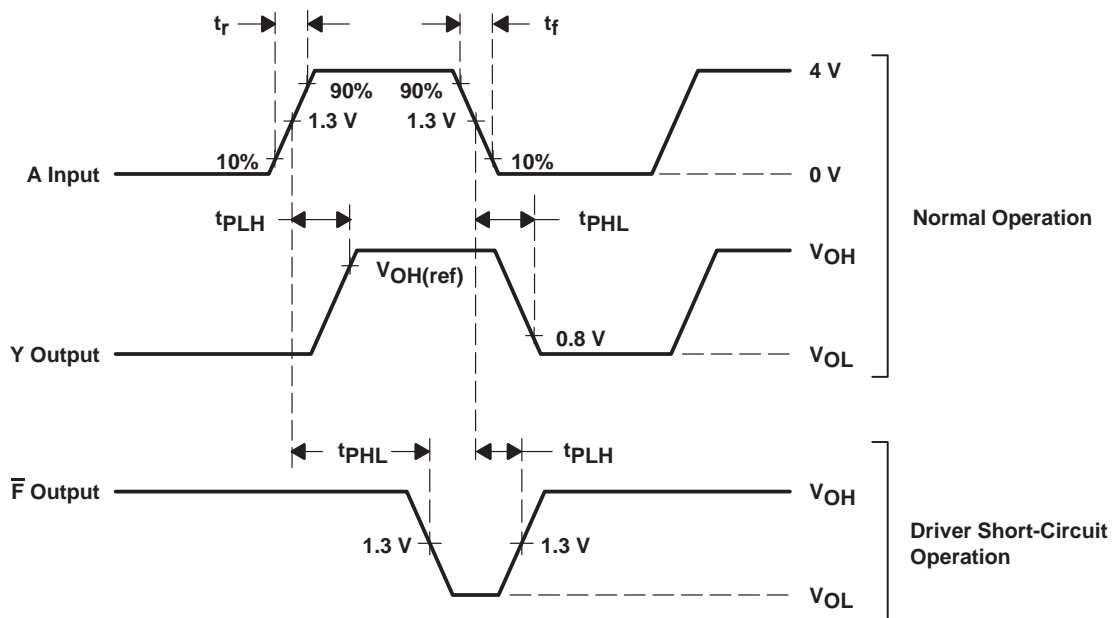 tr tf
4 V
90% 90%
1.3 V 1.3 V
10% 10%
A Input
0 V
tPLH tPHL
Normal Operation
VOH
VOH(ref)
0.8 V
Y Output
VOL
tPHL tPLH
F̅ Output
VOH
1.3 V 1.3 V
Driver Short-Circuit
Operation
VOL